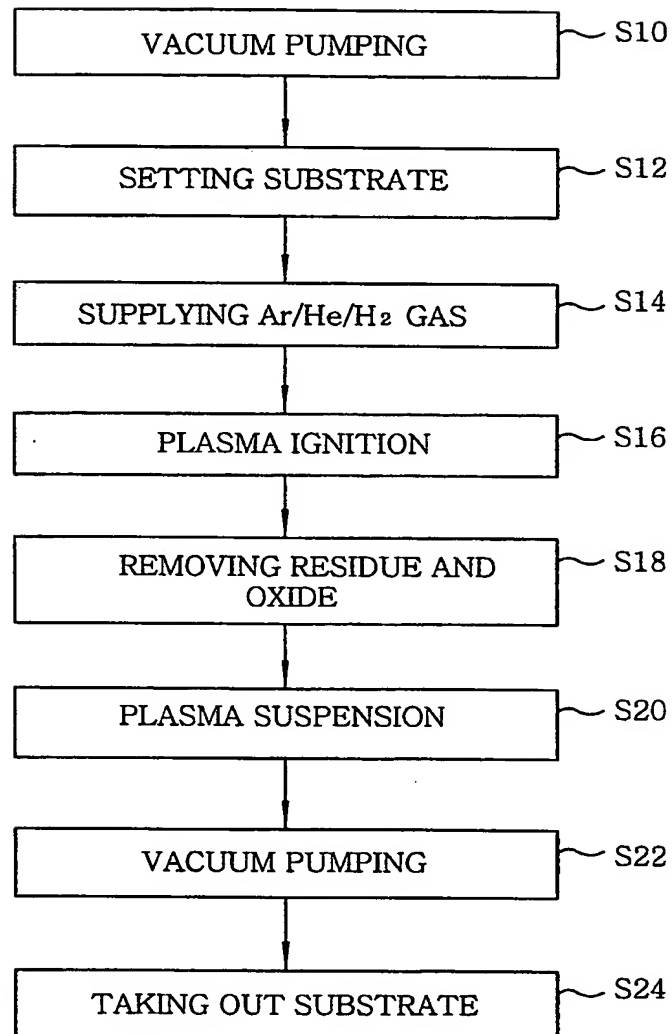 VACUUM PUMPING S10
SETTING SUBSTRATE S12
SUPPLYING Ar/He/H₂ GAS S14
PLASMA IGNITION S16
REMOVING RESIDUE AND S18
OXIDE
PLASMA SUSPENSION S20
VACUUM PUMPING S22
TAKING OUT SUBSTRATE S24